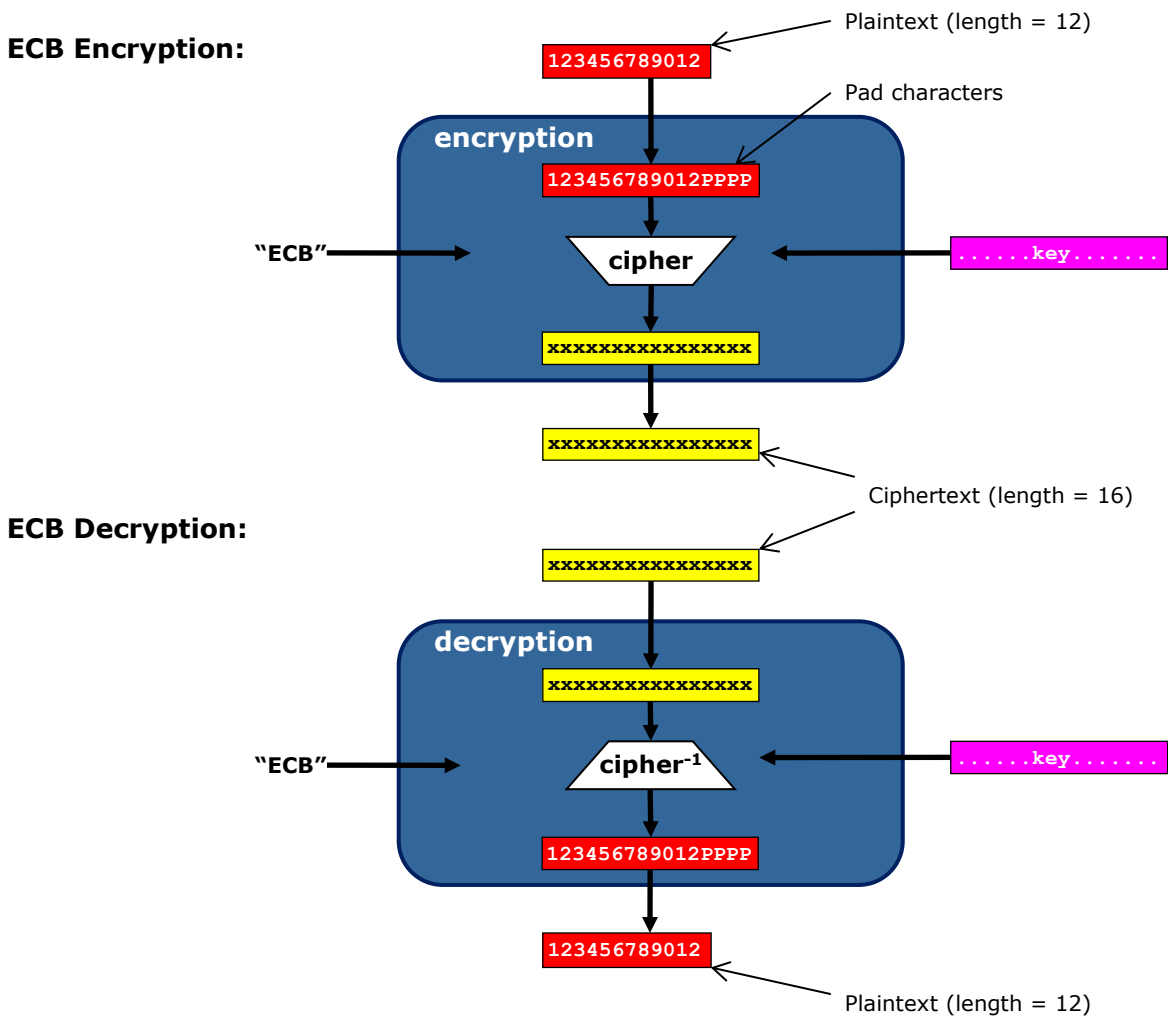 Plaintext (length = 12)
ECB Encryption:
123456789012
Pad characters
encryption
123456789012PPPP
“ECB”
cipher
......key.......
xxxxxxxxxxxxxxxx
xxxxxxxxxxxxxxxx
Ciphertext (length = 16)
ECB Decryption:
xxxxxxxxxxxxxxxx
decryption
xxxxxxxxxxxxxxxx
“ECB”
cipher-1
......key.......
123456789012PPPP
123456789012
Plaintext (length = 12)